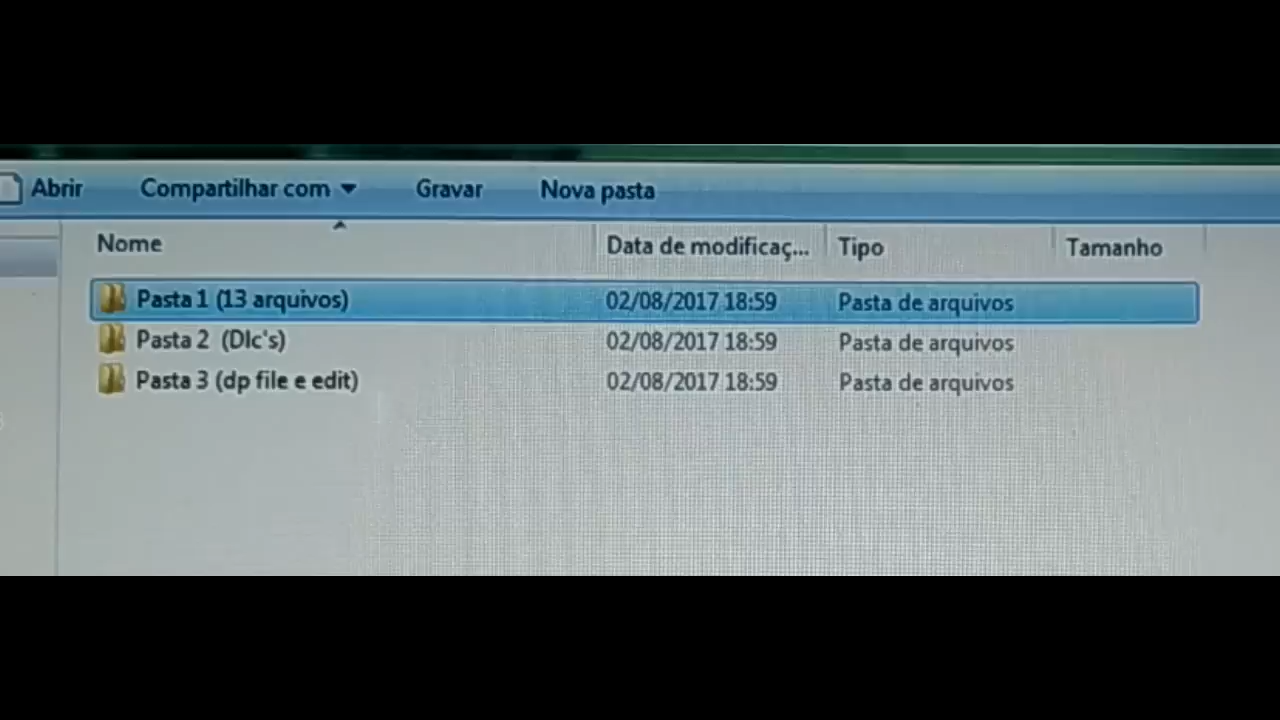 Abrir Compartilhar com Gravar Nova pasta
Nome Data de modificaç... Tipo Tamanho
Pasta 1 (13 arquivos) 02/08/2017 18:59 Pasta de arquivos
Pasta 2 (Dlc's) 02/08/2017 18:59 Pasta de arquivos
Pasta 3 (dp file e edit) 02/08/2017 18:59 Pasta de arquivos